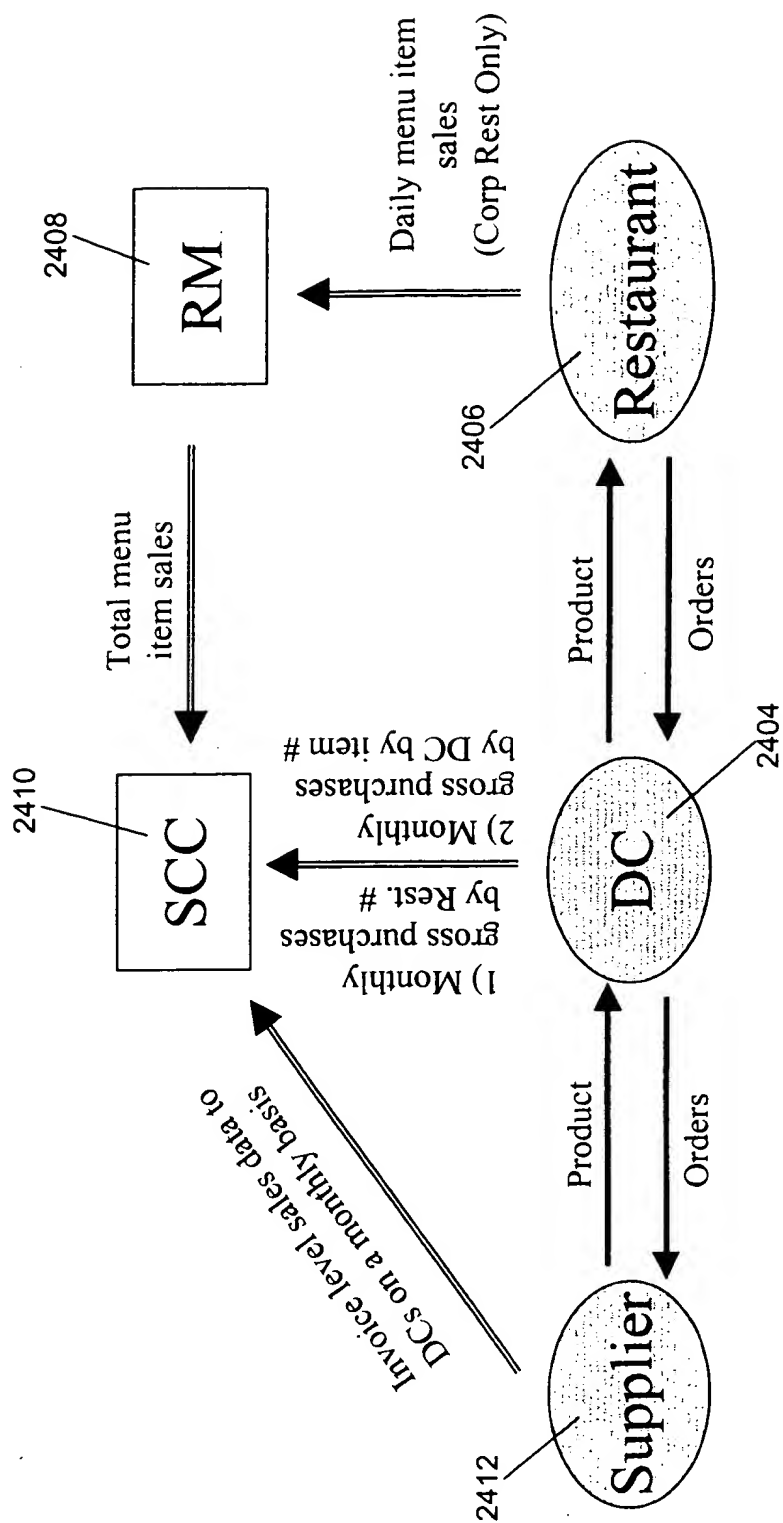 2410
SCC
Total menu
item sales
2408
RM
Invoice level sales data to
DCs on a monthly basis
1) Monthly
gross purchases
by Rest. #
2) Monthly
gross purchases
by DC by item #
Daily menu item
sales
(Corp Rest Only)
2412
Supplier
Product
Orders
DC
2404
Product
Orders
2406
Restaurant